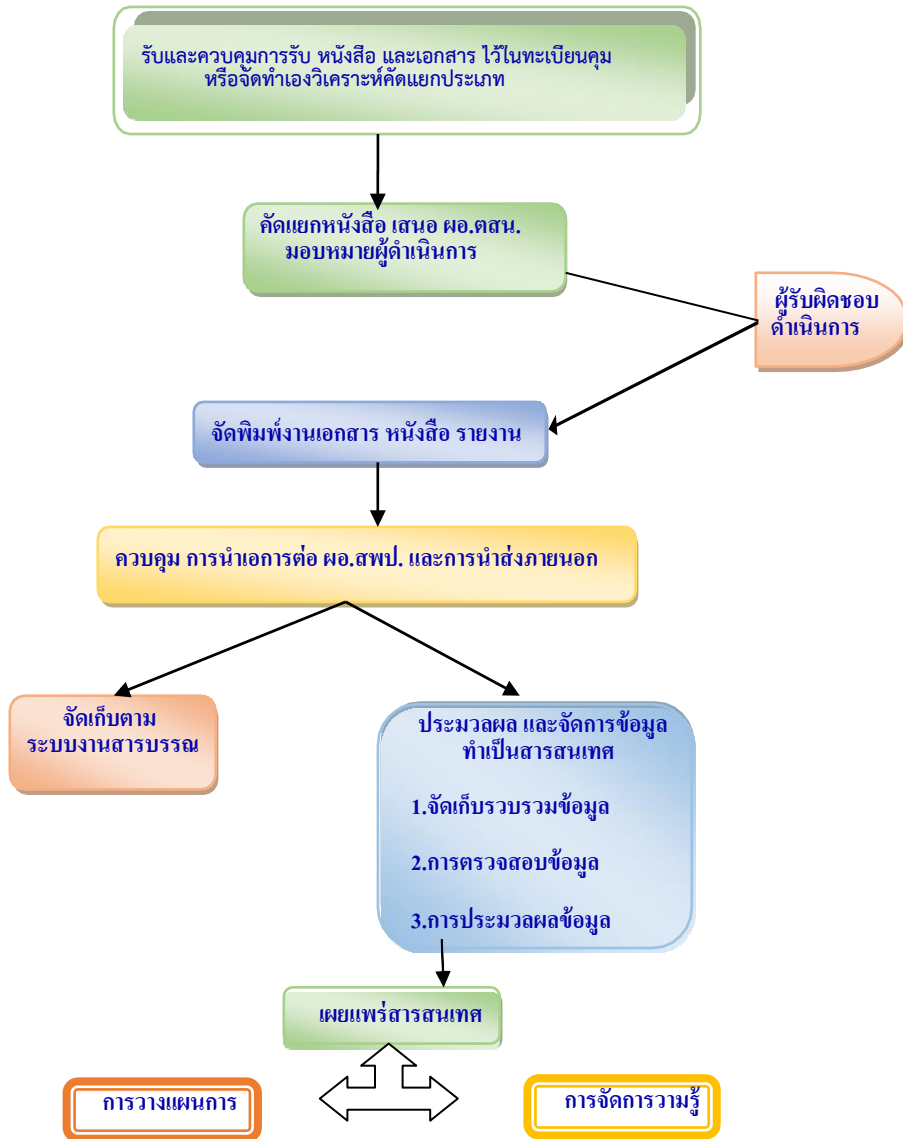 รับและควบคุมการรับ หนังสือ และเอกสาร ไว้ในทะเบียนคุม
หรือจัดทำเองวิเคราะห์คัดแยกประเภท
คัดแยกหนังสือ เสนอ ผอ.ตสน.
มอบหมายผู้ดำเนินการ
ผู้รับผิดชอบ
ดำเนินการ
จัดพิมพ์งานเอกสาร หนังสือ รายงาน
ควบคุม การนำเอการต่อ ผอ.สพป. และการนำส่งภายนอก
จัดเก็บตาม
ระบบงานสารบรรณ
ประมวลผล และจัดการข้อมูล
ทำเป็นสารสนเทศ
1.จัดเก็บรวบรวมข้อมูล
2.การตรวจสอบข้อมูล
3.การประมวลผลข้อมูล
เผยแพร่สารสนเทศ
การวางแผนการ
การจัดการวามรู้